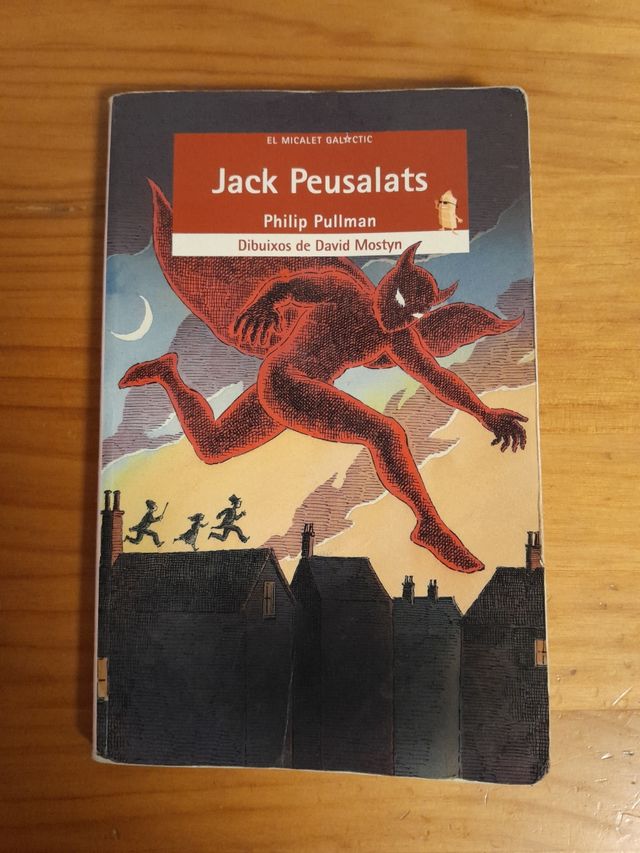 EL MICALET GALÀCTIC
Jack Peusalats
Philip Pullman
Dibuixos de David Mostyn